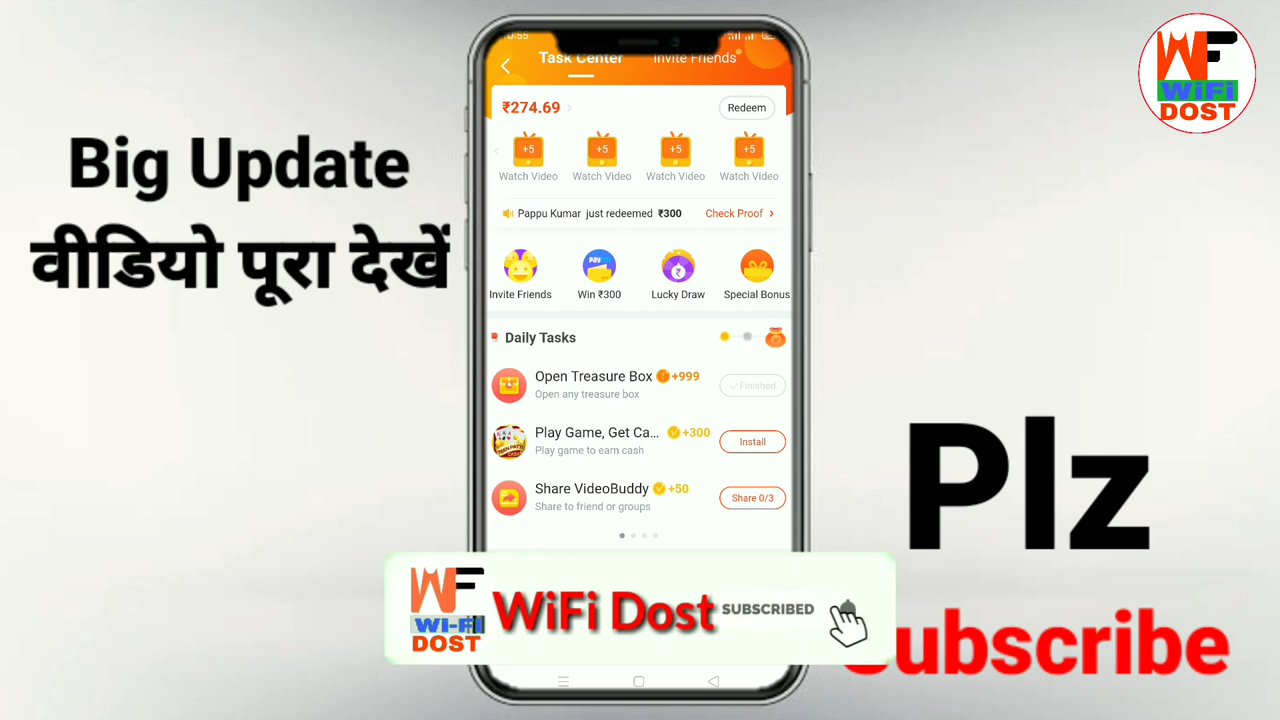 Big Update
वीडियो पूरा देखें
Task Center
Invite Friends
₹274.69
Redeem
+5
+5
+5
+5
Watch Video
Watch Video
Watch Video
Watch Video
Pappu Kumar just redeemed ₹300
Check Proof
Invite Friends
Win ₹300
Lucky Draw
Special Bonus
Daily Tasks
Open Treasure Box +999
Open any treasure box
Finished
Play Game, Get Ca... +300
Play game to earn cash
Install
Share VideoBuddy +50
Share to friend or groups
Share 0/3
WF
WiFi
DOST
Plz
ubscribe
WF
WI-Fi
DOST
WiFi Dost
SUBSCRIBED